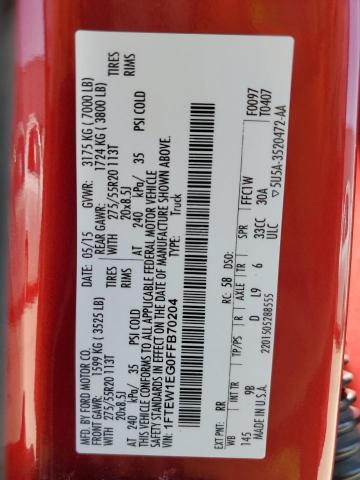 MFD. BY FORD MOTOR CO.
DATE: 05/15 GVWR: 3175 KG ( 7000 LB)
FRONT GAWR: 1599 KG ( 3525 LB) REAR GAWR: 1724 KG ( 3800 LB)
WITH 275/55R20 113T TIRES WITH 275/55R20 113T TIRES
20x8.5J RIMS 20x8.5J RIMS
AT 240 kPa/ 35 PSI COLD AT 240 kPa/ 35 PSI COLD
THIS VEHICLE CONFORMS TO ALL APPLICABLE FEDERAL MOTOR VEHICLE
SAFETY STANDARDS IN EFFECT ON THE DATE OF MANUFACTURE SHOWN ABOVE.
VIN: 1FTEW1EG0FFB70204
TYPE: Truck
F0097
T0407
EXT PNT: RR RC: 58 DSO: FFC1W
WB INT TR TP/PS R AXLE TR SPR
145 9B D L9 6 33CC 30A
ULC
MADE IN U.S.A. 2201505288555 ▽5U5A-3520472-AA